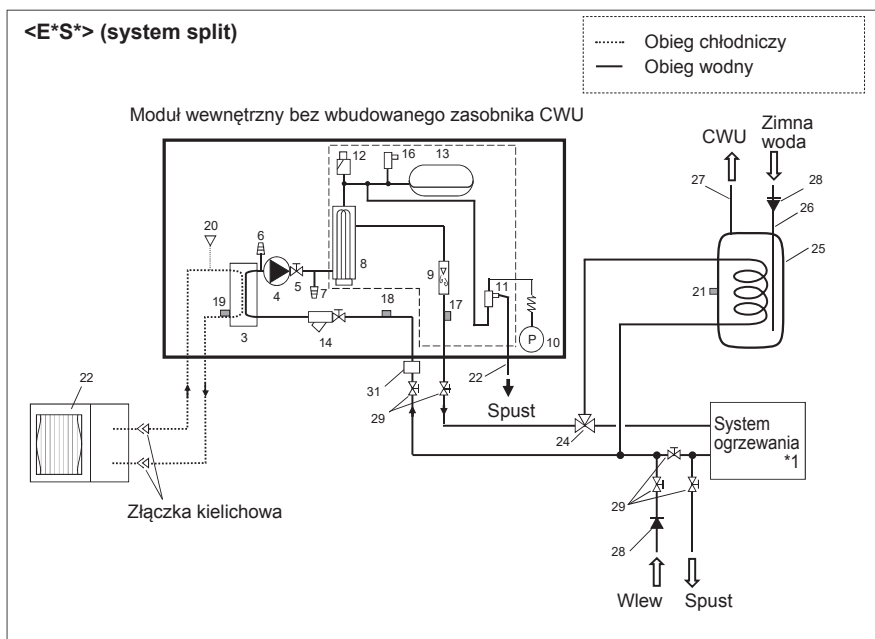 <E*S*> (system split)
Obieg chłodniczy
Obieg wodny
Moduł wewnętrzny bez wbudowanego zasobnika CWU
CWU
Zimna
woda
12
16
13
27
28
26
20
6
25
8
9
11
21
4
5
7
19
17
18
3
14
P
10
22
31
22
29
Spust
24
System
ogrzewania
*1
Złączka kielichowa
29
28
Wlew
Spust